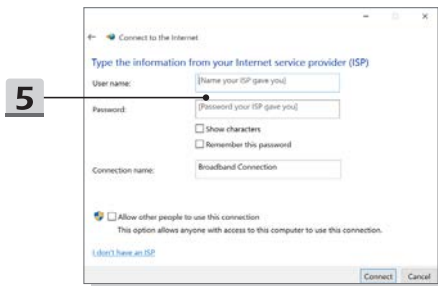 Connect to the Internet
Type the information from your Internet service provider (ISP)
User name:
[Name your ISP gave you]
5
Password:
[Password your ISP gave you]
Show characters
Remember this password
Connection name:
Broadband Connection
Allow other people to use this connection
This option allows anyone with access to this computer to use this connection.
I don't have an ISP
Connect
Cancel